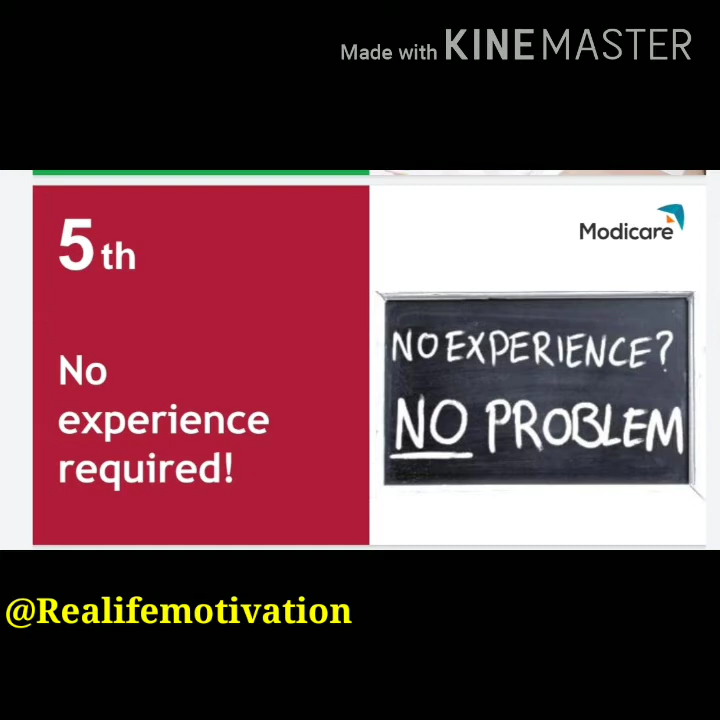 Made with KINEMASTER
5th
No
experience
required!
Modicare
NO EXPERIENCE?
NO PROBLEM
@Realifemotivation